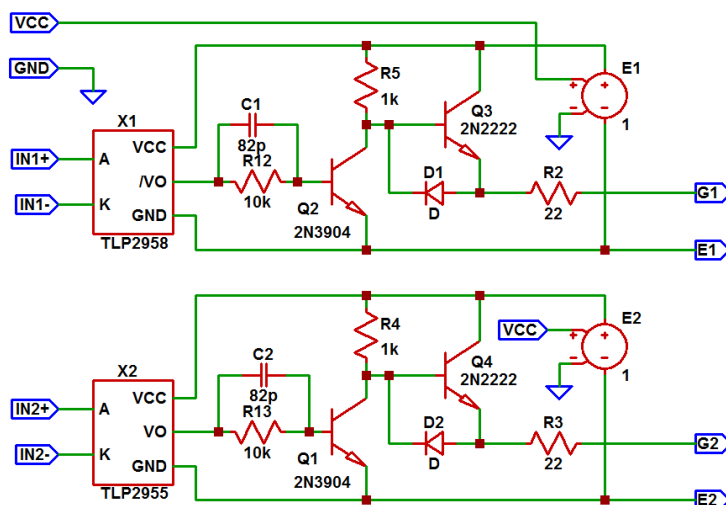 VCC
GND
X1
IN1+
A
VCC
/VO
IN1-
K
GND
TLP2958
C1
82p
R12
10k
Q2
2N3904
R5
1k
Q3
2N2222
D1
D
R2
22
E1
1
G1
E1
X2
IN2+
A
VCC
VO
IN2-
K
GND
TLP2955
C2
82p
R13
10k
Q1
2N3904
R4
1k
Q4
2N2222
D2
D
R3
22
VCC
E2
1
G2
E2